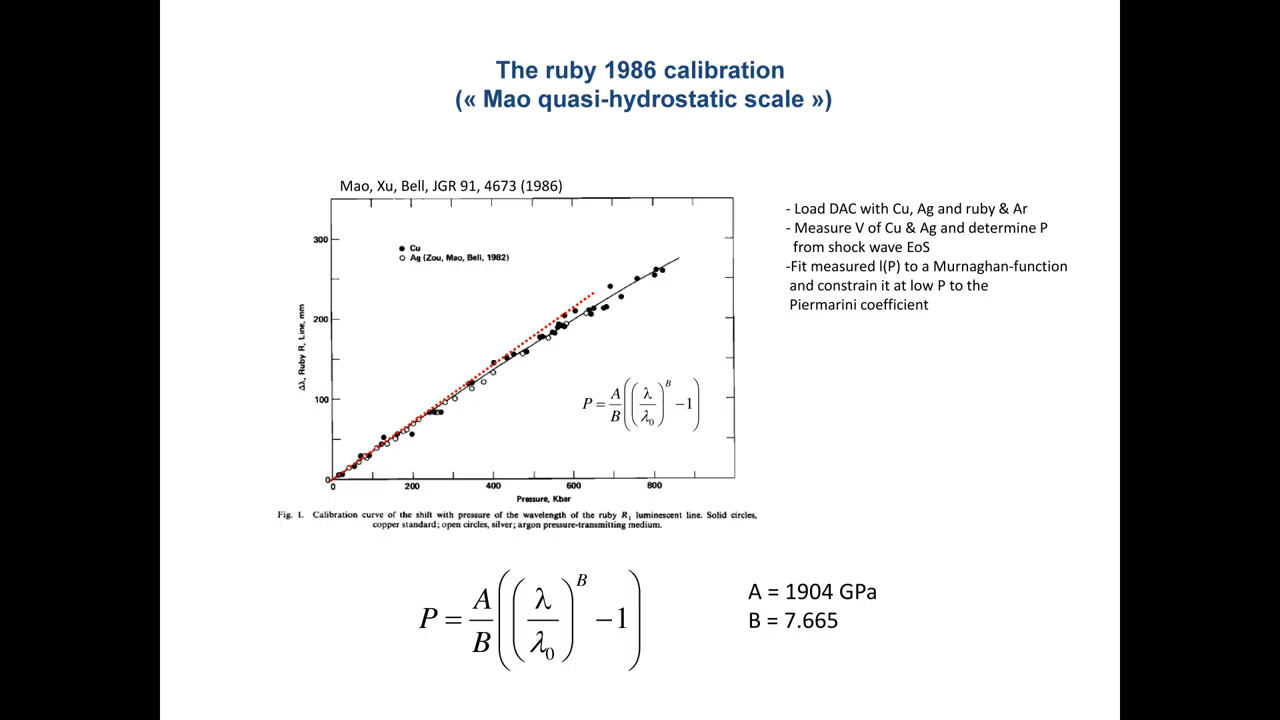 The ruby 1986 calibration
(« Mao quasi-hydrostatic scale »)
Mao, Xu, Bell, JGR 91, 4673 (1986)
- Load DAC with Cu, Ag and ruby & Ar
- Measure V of Cu & Ag and determine P
from shock wave EoS
-Fit measured l(P) to a Murnaghan-function
and constrain it at low P to the
Piermarini coefficient
300
200
100
0
Δλ, Ruby R, Line, mm
Cu
Ag (Zou, Mao, Bell, 1982)
P = A/B ((λ/λ₀)^B − 1)
0 200 400 600 800
Pressure, Kbar
Fig. 1. Calibration curve of the shift with pressure of the wavelength of the ruby R₁ luminescent line. Solid circles,
copper standard; open circles, silver; argon pressure-transmitting medium.
P = A/B ((λ/λ₀)^B − 1)
A = 1904 GPa
B = 7.665